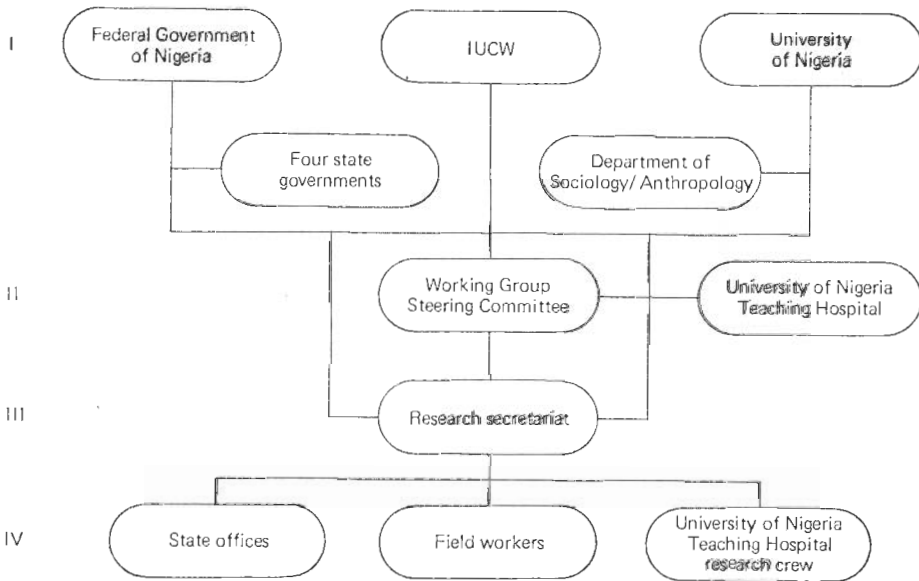 I
Federal Government
of Nigeria
IUCW
University
of Nigeria
Four state
governments
Department of
Sociology/Anthropology
II
Working Group
Steering Committee
University of Nigeria
Teaching Hospital
III
Research secretariat
IV
State offices
Field workers
University of Nigeria
Teaching Hospital
research crew